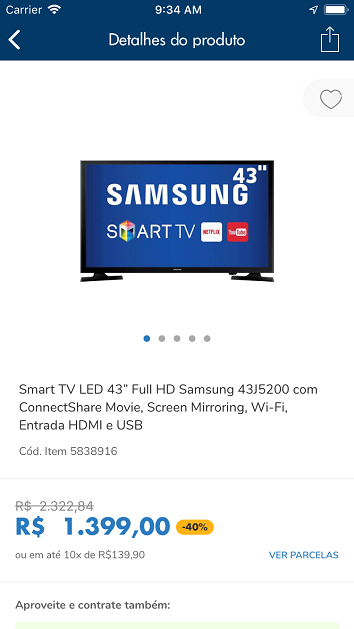 Carrier 9:34 AM
Detalhes do produto
43"
SAMSUNG
SMART TV NETFLIX YouTube
Smart TV LED 43” Full HD Samsung 43J5200 com
ConnectShare Movie, Screen Mirroring, Wi-Fi,
Entrada HDMI e USB
Cód. Item 5838916
R$ 2.322,84
R$ 1.399,00 -40%
ou em até 10x de R$139,90 VER PARCELAS
Aproveite e contrate também: